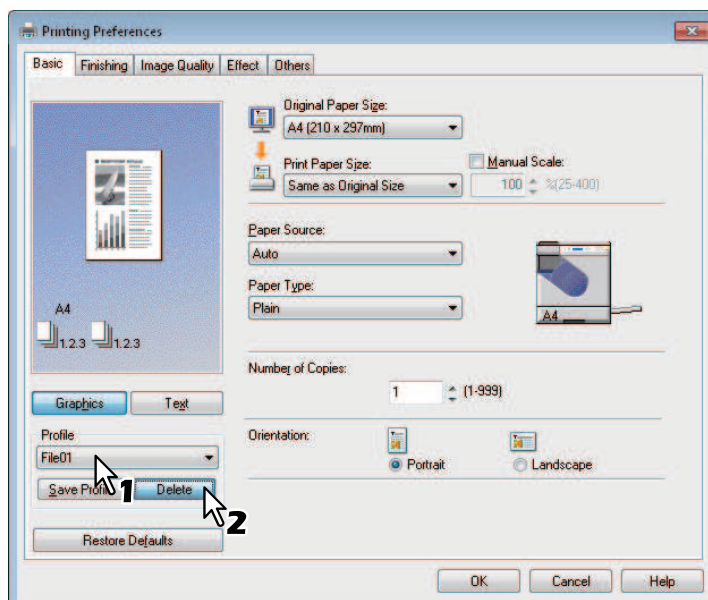 Printing Preferences
Basic Finishing Image Quality Effect Others
Original Paper Size:
A4 (210 x 297mm)
Print Paper Size:
Same as Original Size
Manual Scale:
100 %(25-400)
Paper Source:
Auto
Paper Type:
Plain
A4
A4
1.2.3 1.2.3
Number of Copies:
1 (1-999)
Graphics Text
Profile
File01
Save Profile Delete
1
2
Restore Defaults
Orientation:
Portrait Landscape
OK Cancel Help